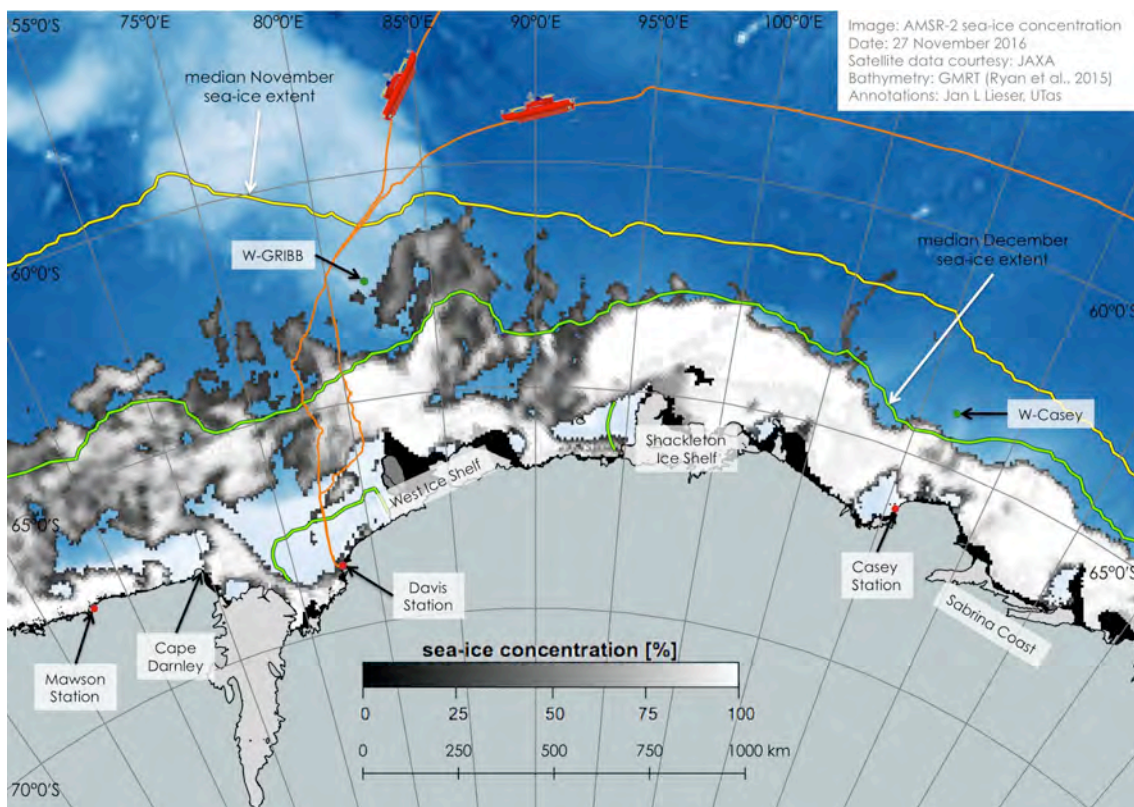 55°0'S
75°0'E
80°0'E
85°0'E
90°0'E
95°0'E
100°0'E
Image: AMSR-2 sea-ice concentration
Date: 27 November 2016
Satellite data courtesy: JAXA
Bathymetry: GMRT (Ryan et al., 2015)
Annotations: Jan L Lieser, UTas
median November
sea-ice extent
W-GRIBB
median December
sea-ice extent
60°0'S
60°0'S
W-Casey
Shackleton
Ice Shelf
West Ice Shelf
65°0'S
65°0'S
Davis
Station
Casey
Station
Sabrina Coast
Cape
Darnley
Mawson
Station
sea-ice concentration [%]
0 25 50 75 100
0 250 500 750 1000 km
70°0'S